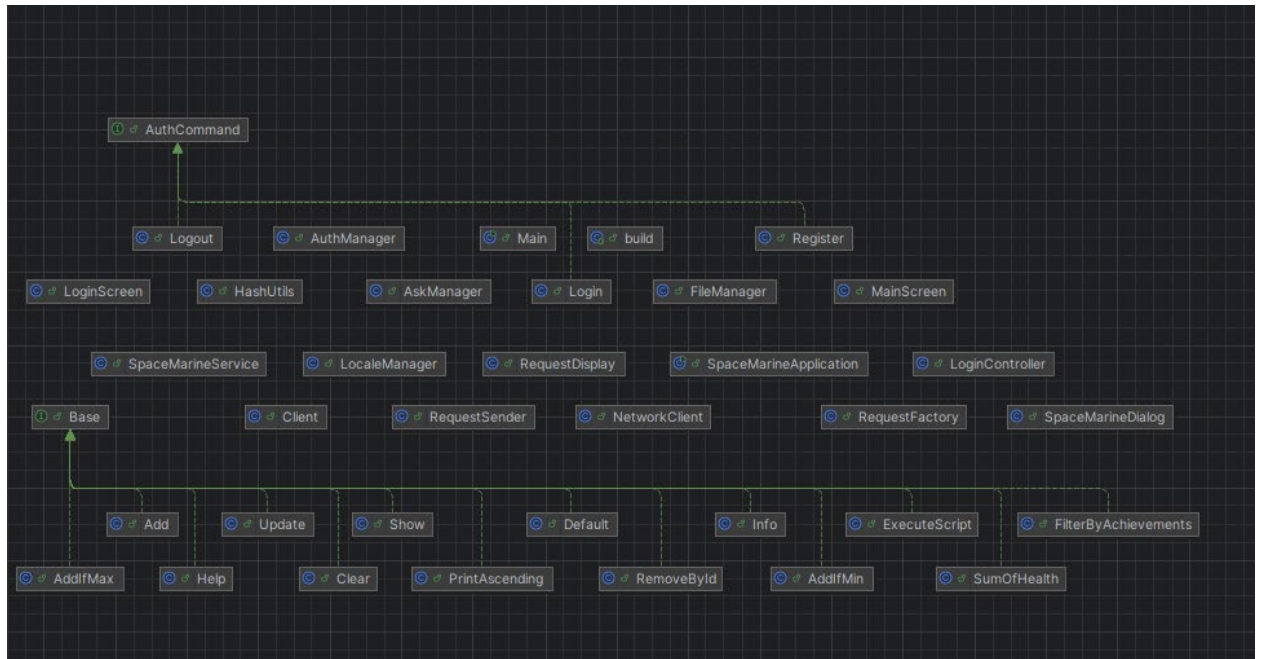 AuthCommand
Logout AuthManager Main build Register
LoginScreen HashUtils AskManager Login FileManager MainScreen
SpaceMarineService LocaleManager RequestDisplay SpaceMarineApplication LoginController
Base Client RequestSender NetworkClient RequestFactory SpaceMarineDialog
Add Update Show Default Info ExecuteScript FilterByAchievements
AddIfMax Help Clear PrintAscending RemoveById AddIfMin SumOfHealth